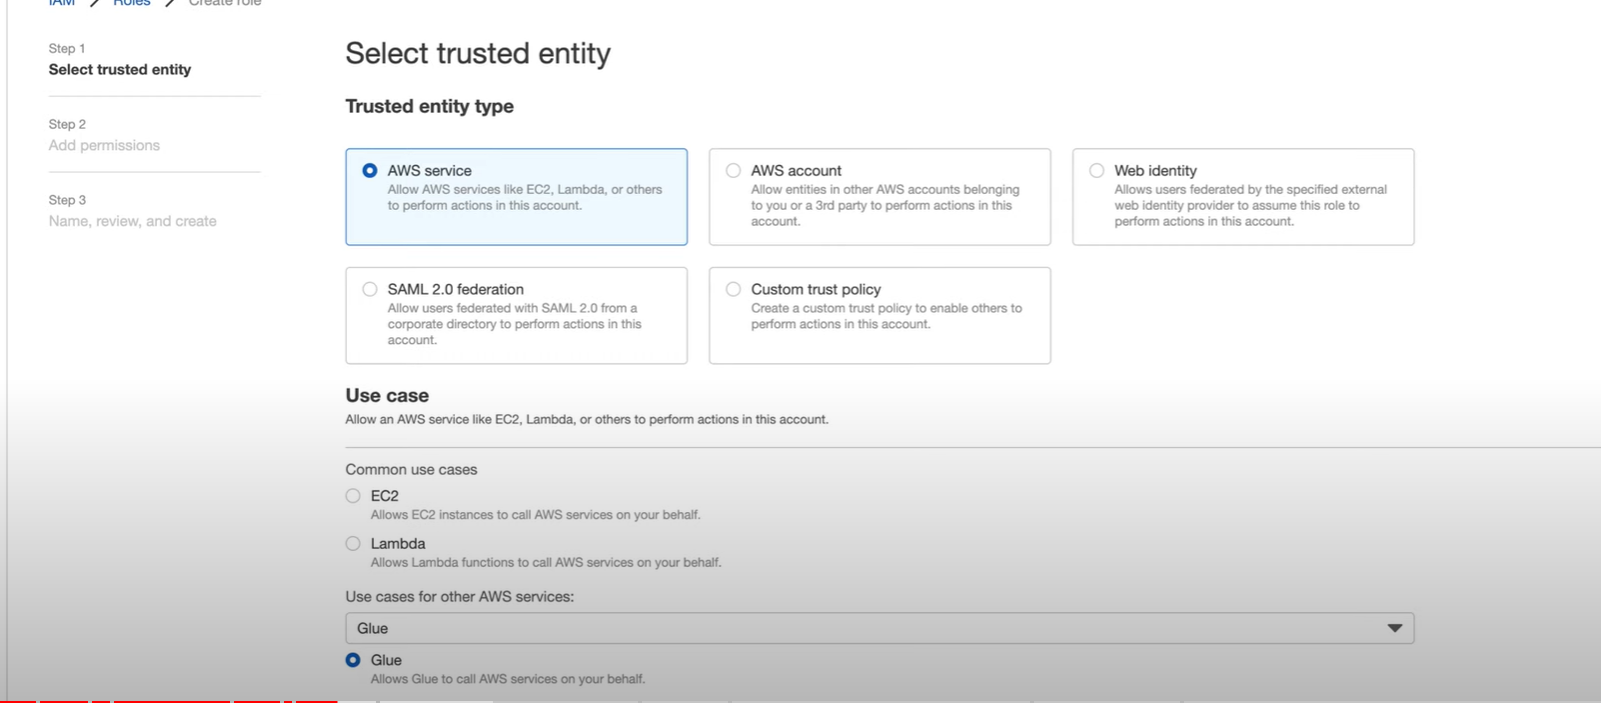 IAM > Roles > Create role
Step 1
Select trusted entity
Step 2
Add permissions
Step 3
Name, review, and create
Select trusted entity
Trusted entity type
AWS service
Allow AWS services like EC2, Lambda, or others
to perform actions in this account.
AWS account
Allow entities in other AWS accounts belonging
to you or a 3rd party to perform actions in this
account.
Web identity
Allows users federated by the specified external
web identity provider to assume this role to
perform actions in this account.
SAML 2.0 federation
Allow users federated with SAML 2.0 from a
corporate directory to perform actions in this
account.
Custom trust policy
Create a custom trust policy to enable others to
perform actions in this account.
Use case
Allow an AWS service like EC2, Lambda, or others to perform actions in this account.
Common use cases
EC2
Allows EC2 instances to call AWS services on your behalf.
Lambda
Allows Lambda functions to call AWS services on your behalf.
Use cases for other AWS services:
Glue
Glue
Allows Glue to call AWS services on your behalf.